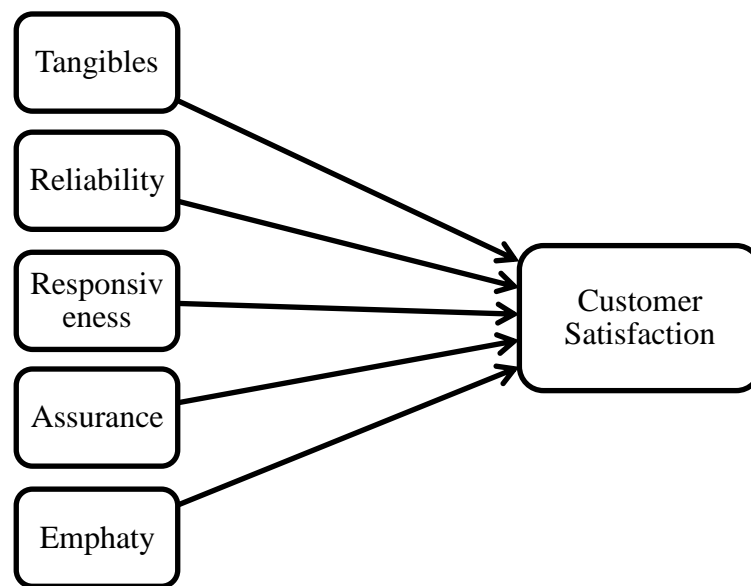 Tangibles
Reliability
Responsiv
eness
Assurance
Emphaty
Customer
Satisfaction